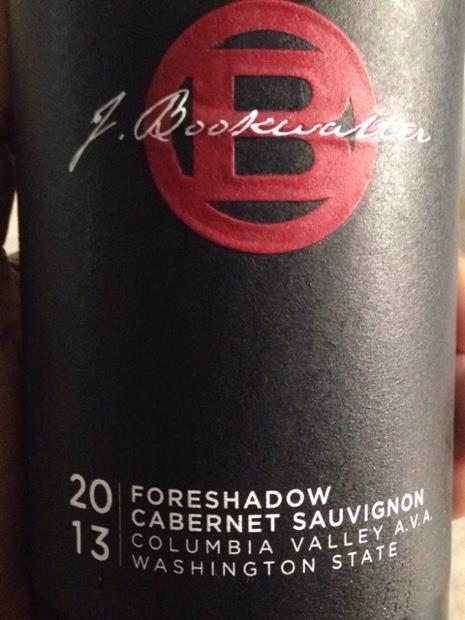 B
J. Bookwalter
20 13
FORESHADOW
CABERNET SAUVIGNON
COLUMBIA VALLEY A.V.A.
WASHINGTON STATE